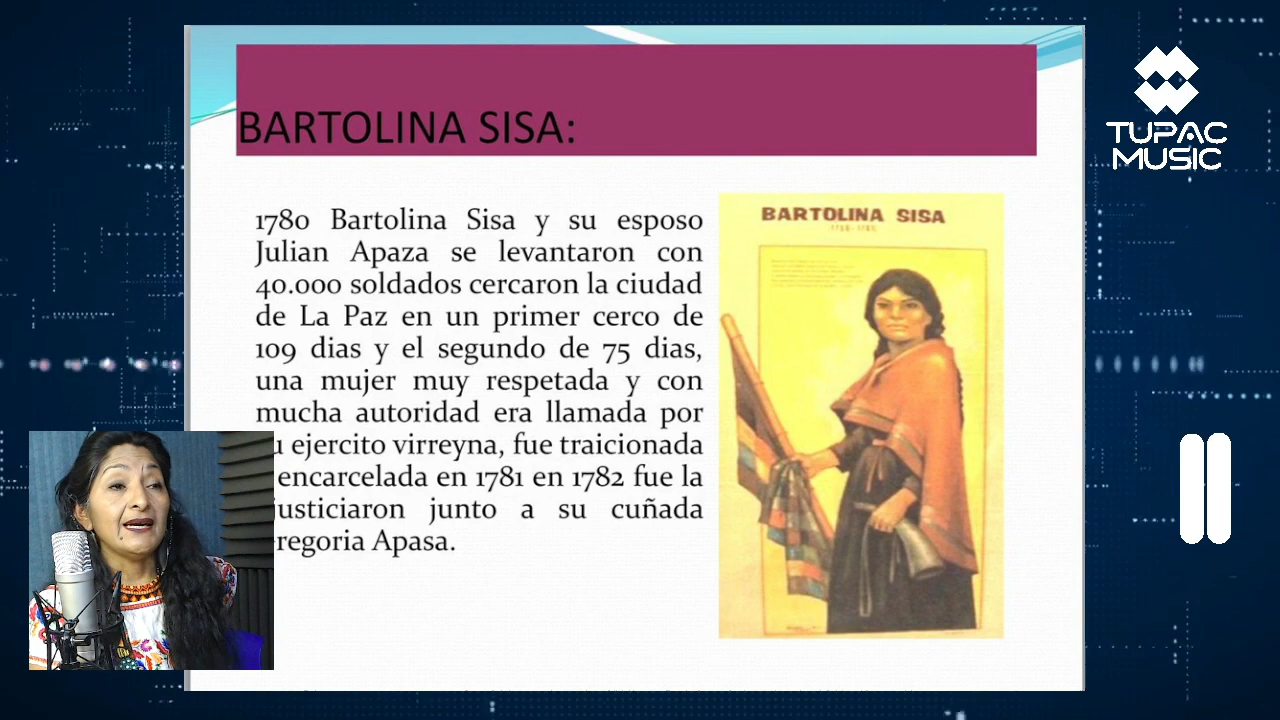 BARTOLINA SISA:
1780 Bartolina Sisa y su esposo
Julian Apaza se levantaron con
40.000 soldados cercaron la ciudad
de La Paz en un primer cerco de
109 dias y el segundo de 75 dias,
una mujer muy respetada y con
mucha autoridad era llamada por
ejercito virreyna, fue traicionada
encarcelada en 1781 en 1782 fue la
justiciaron junto a su cuñada
regoria Apasa.
BARTOLINA SISA
TUPAC
MUSIC